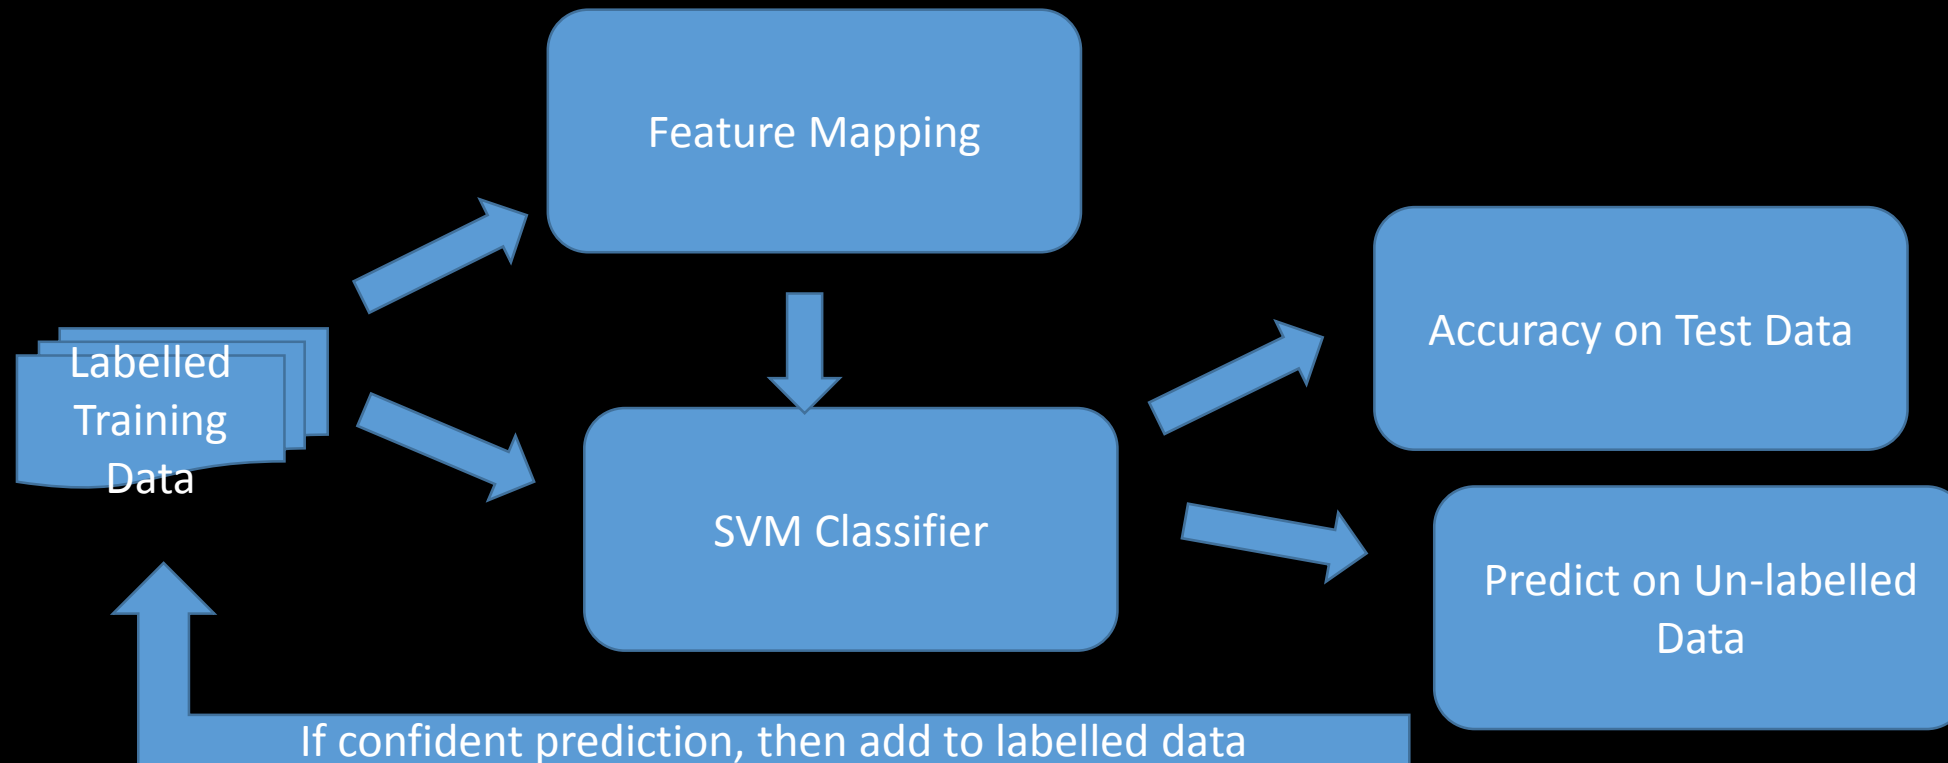 Feature Mapping
Labelled
Training
Data
SVM Classifier
Accuracy on Test Data
Predict on Un-labelled
Data
If confident prediction, then add to labelled data